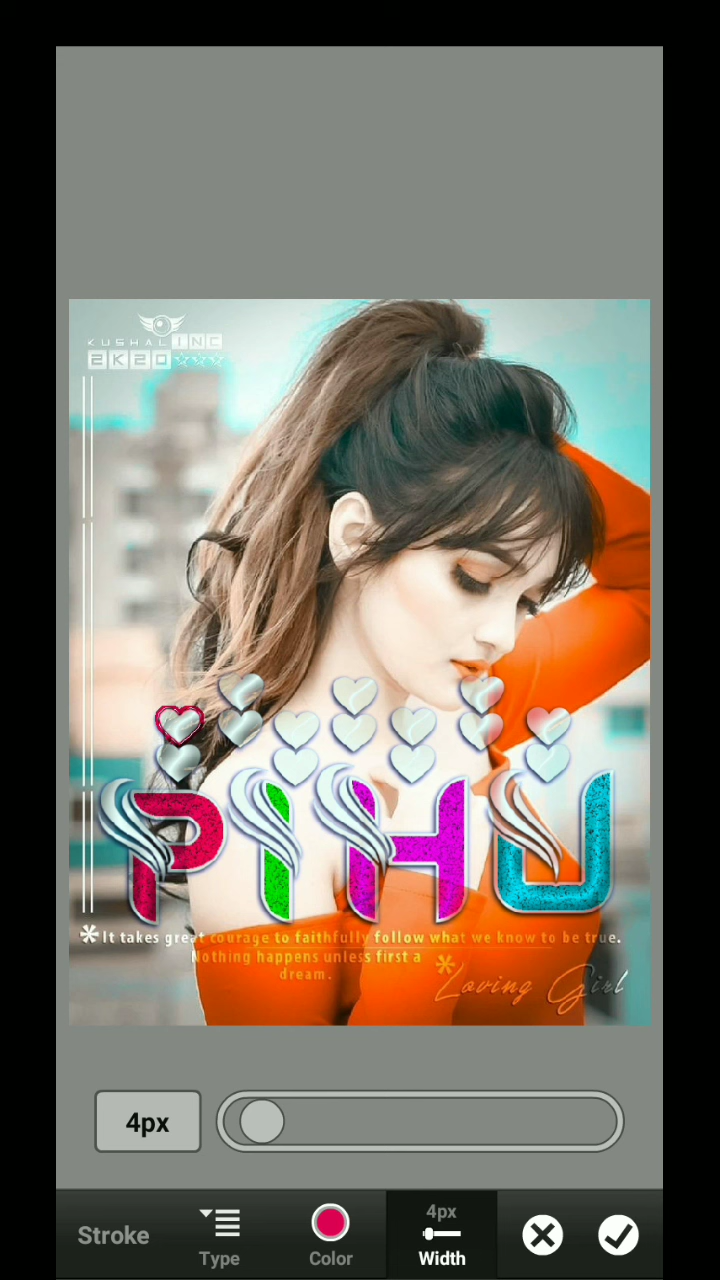 KUSHAL INC
2K20
PIHU
*It takes great courage to faithfully follow what we know to be true.
Nothing happens unless first a
dream.
*Loving Girl
4px
4px
Stroke
Type
Color
Width